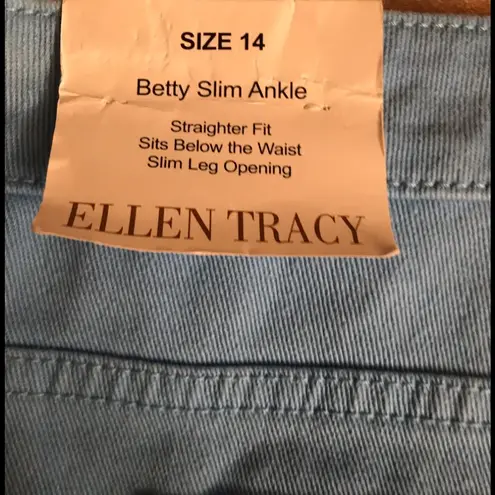 SIZE 14
Betty Slim Ankle
Straighter Fit
Sits Below the Waist
Slim Leg Opening
ELLEN TRACY